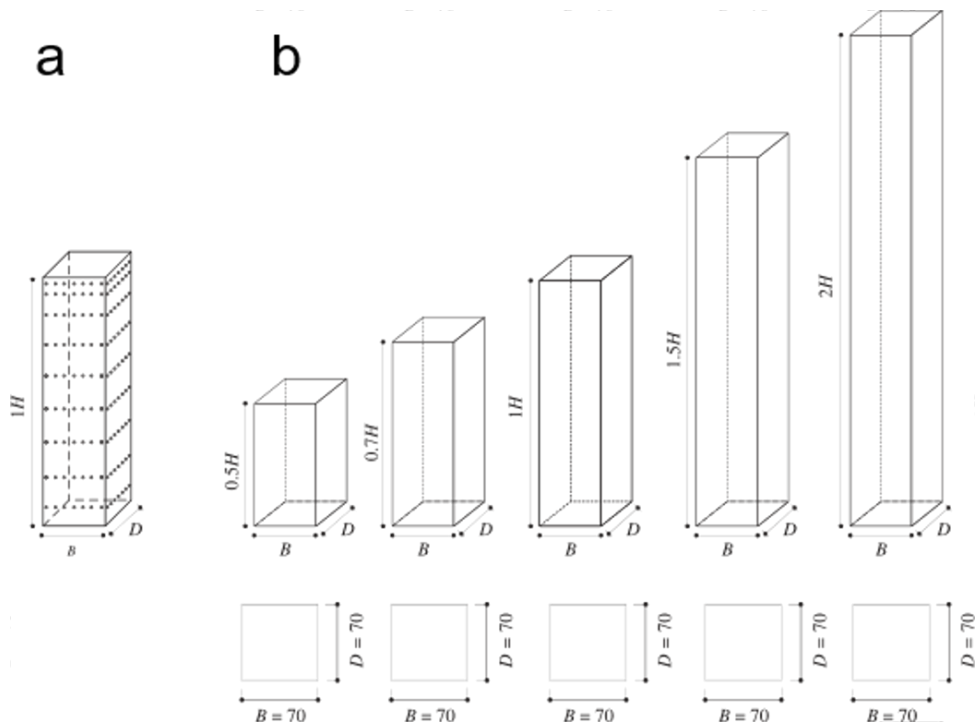 a
b
1H
B
D
0.5H
B
D
0.7H
B
D
1H
B
D
1.5H
B
D
2H
B
D
D = 70
B = 70
D = 70
B = 70
D = 70
B = 70
D = 70
B = 70
D = 70
B = 70